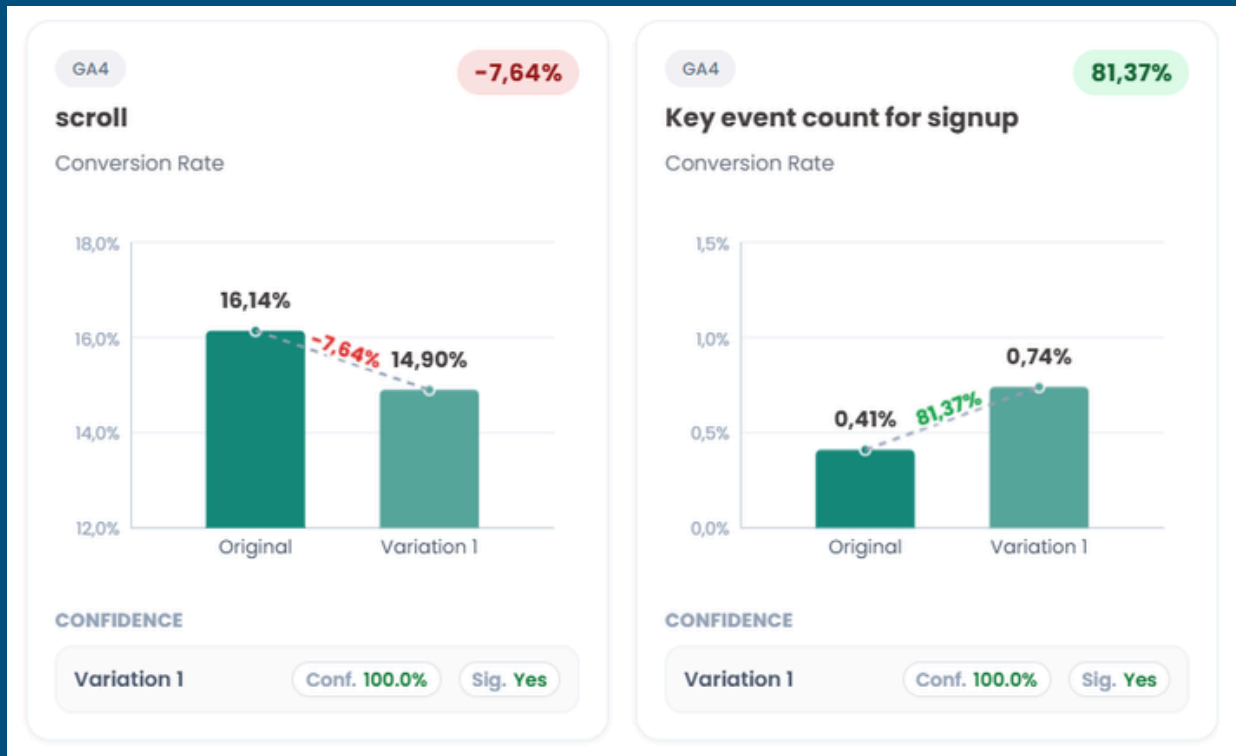 GA4
-7,64%
scroll
Conversion Rate
18,0%
16,0%
14,0%
12,0%
16,14%
-7,64%
14,90%
Original
Variation 1
CONFIDENCE
Variation 1
Conf. 100.0%
Sig. Yes
GA4
81,37%
Key event count for signup
Conversion Rate
1,5%
1,0%
0,5%
0,0%
0,41%
81,37%
0,74%
Original
Variation 1
CONFIDENCE
Variation 1
Conf. 100.0%
Sig. Yes